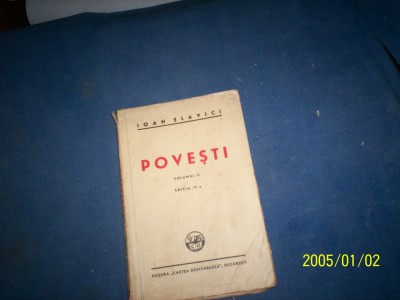 IOAN SLAVICI
POVEȘTI
VOLUMUL II
EDIȚIA IV-a
EDITURA „CARTEA ROMÂNEASCĂ”, BUCUREȘTI
2005/01/02